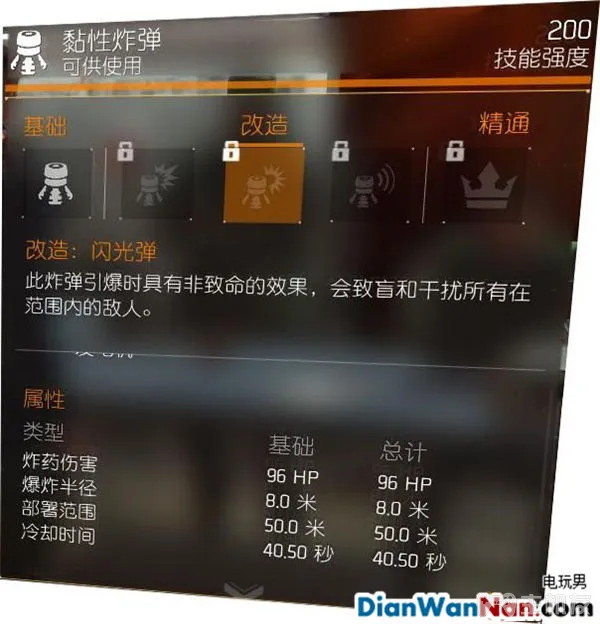 黏性炸弹
可供使用
200
技能强度
基础
改造
精通
改造: 闪光弹
此炸弹引爆时具有非致命的效果，会致盲和干扰所有在
范围内的敌人。
属性
类型 基础 总计
炸药伤害 96 HP 96 HP
爆炸半径 8.0 米 8.0 米
部署范围 50.0 米 50.0 米
冷却时间 40.50 秒 40.50 秒
电玩男
DianWanNan.com